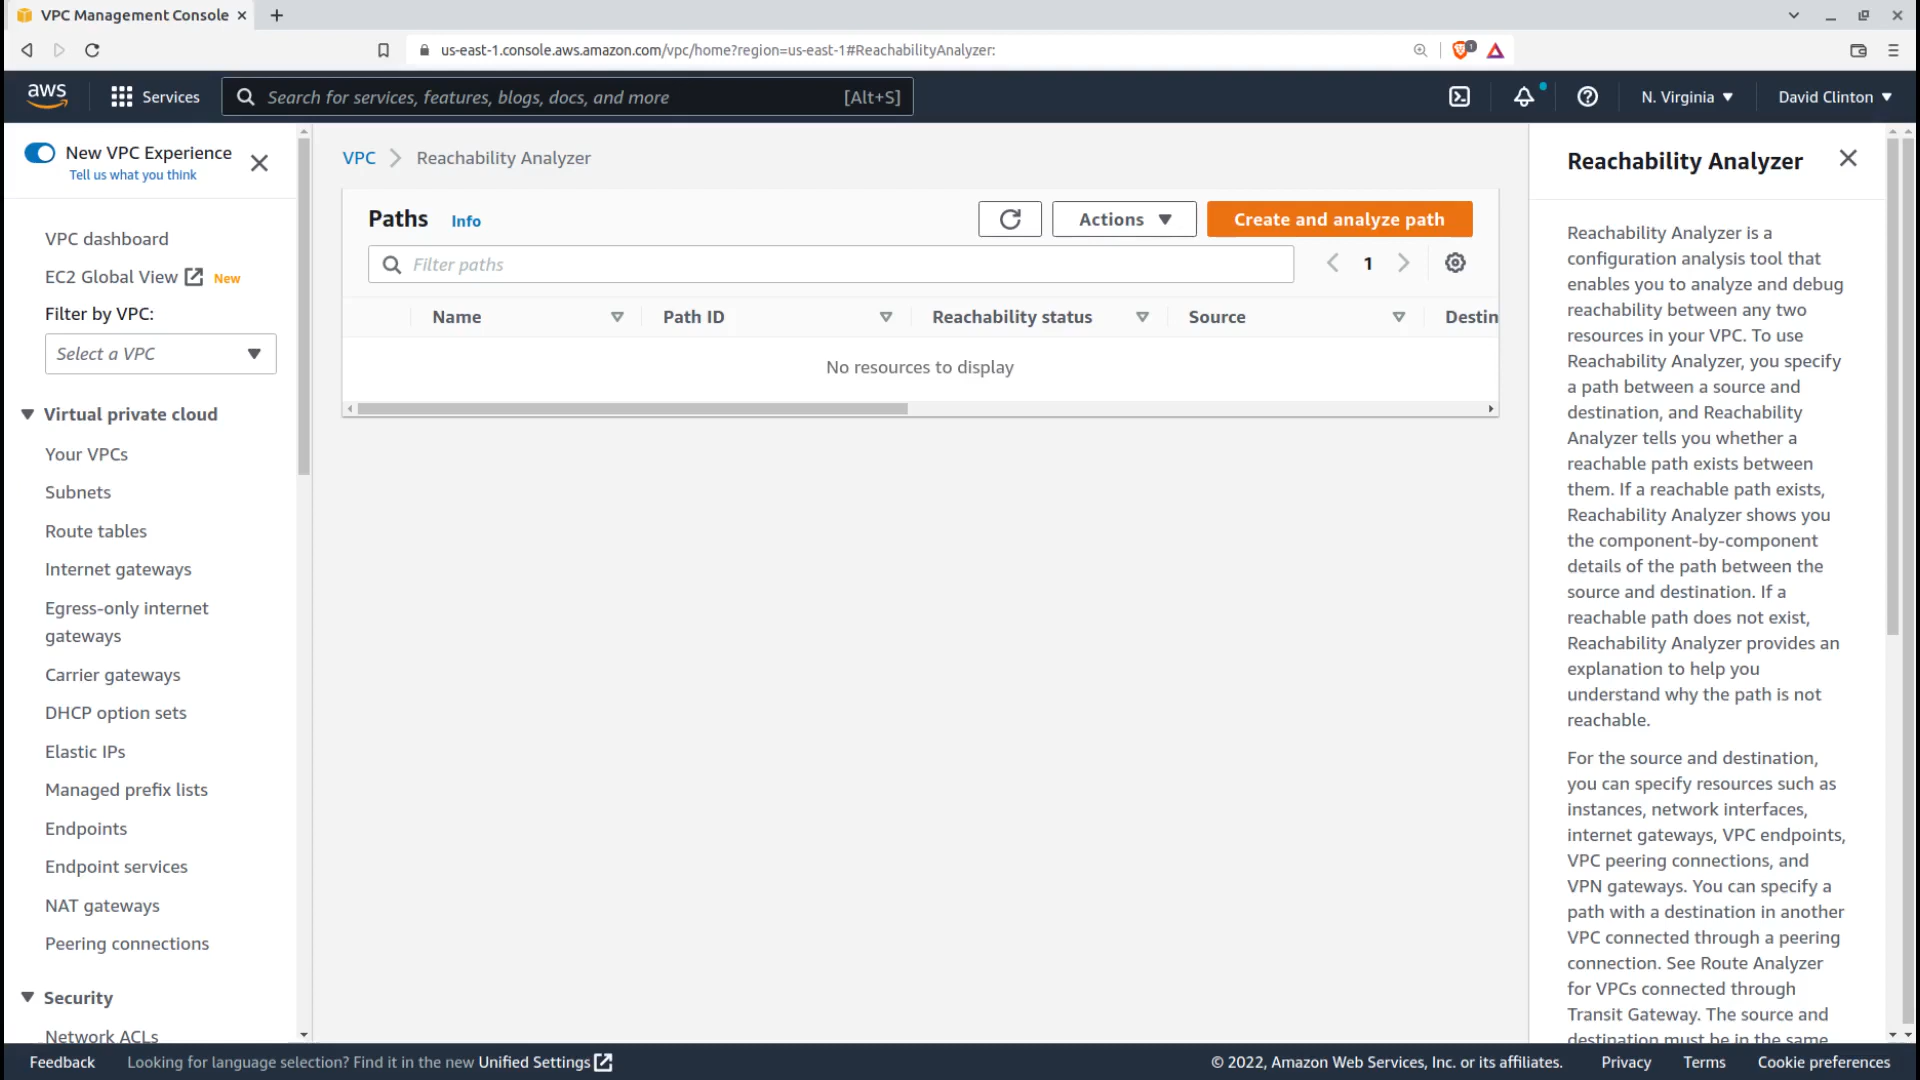 VPC Management Console
us-east-1.console.aws.amazon.com/vpc/home?region=us-east-1#ReachabilityAnalyzer:
1
aws
Services
Search for services, features, blogs, docs, and more
[Alt+S]
N. Virginia
David Clinton
New VPC Experience
Tell us what you think
VPC dashboard
EC2 Global View New
Filter by VPC:
Select a VPC
Virtual private cloud
Your VPCs
Subnets
Route tables
Internet gateways
Egress-only internet
gateways
Carrier gateways
DHCP option sets
Elastic IPs
Managed prefix lists
Endpoints
Endpoint services
NAT gateways
Peering connections
Security
Network ACLs
VPC > Reachability Analyzer
Paths Info
Actions
Create and analyze path
Filter paths
1
Name Path ID Reachability status Source Destin
No resources to display
Reachability Analyzer
Reachability Analyzer is a
configuration analysis tool that
enables you to analyze and debug
reachability between any two
resources in your VPC. To use
Reachability Analyzer, you specify
a path between a source and
destination, and Reachability
Analyzer tells you whether a
reachable path exists between
them. If a reachable path exists,
Reachability Analyzer shows you
the component-by-component
details of the path between the
source and destination. If a
reachable path does not exist,
Reachability Analyzer provides an
explanation to help you
understand why the path is not
reachable.
For the source and destination,
you can specify resources such as
instances, network interfaces,
internet gateways, VPC endpoints,
VPC peering connections, and
VPN gateways. You can specify a
path with a destination in another
VPC connected through a peering
connection. See Route Analyzer
for VPCs connected through
Transit Gateway. The source and
destination must be in the same
Feedback
Looking for language selection? Find it in the new Unified Settings
© 2022, Amazon Web Services, Inc. or its affiliates.
Privacy
Terms
Cookie preferences